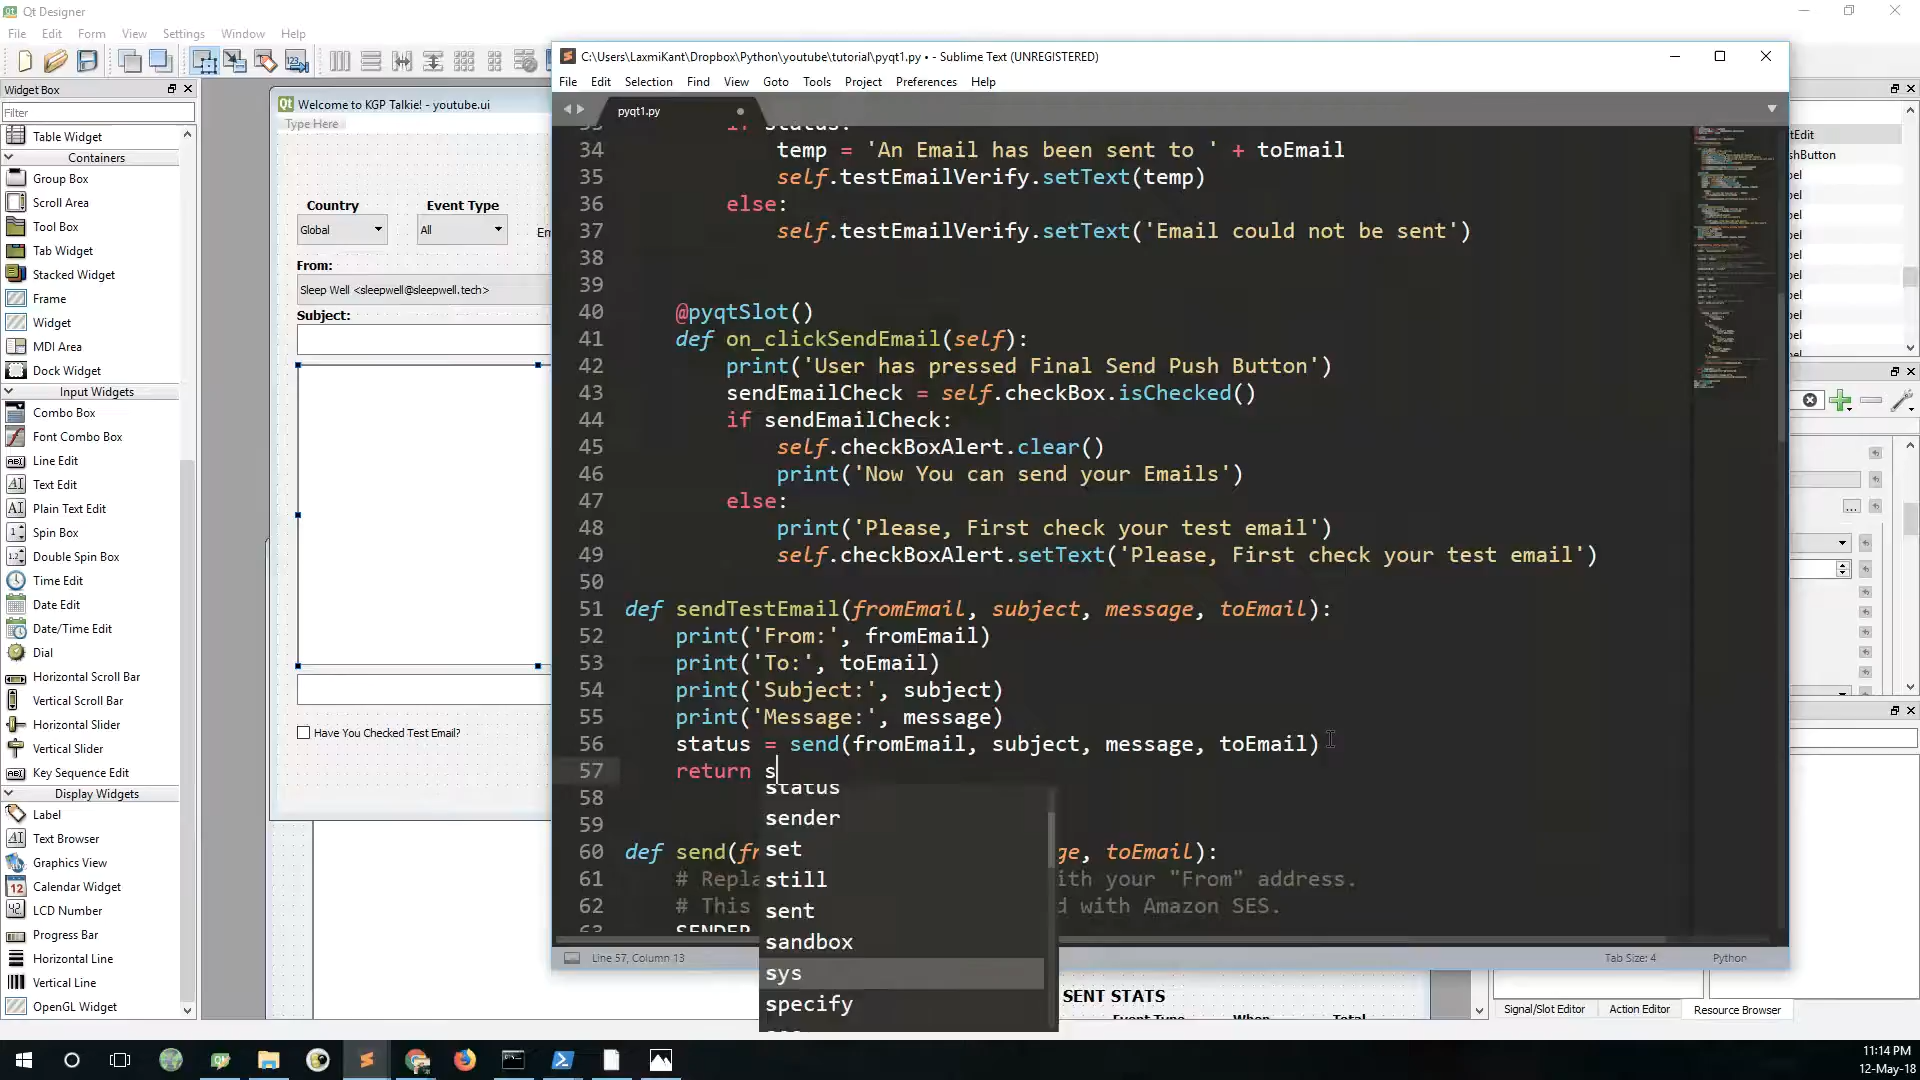 Qt Designer
File Edit Form View Settings Window Help
Widget Box
Filter
Table Widget
Containers
Group Box
Scroll Area
Tool Box
Tab Widget
Stacked Widget
Frame
Widget
MDI Area
Dock Widget
Input Widgets
Combo Box
Font Combo Box
Line Edit
Text Edit
Plain Text Edit
Spin Box
Double Spin Box
Time Edit
Date Edit
Date/Time Edit
Dial
Horizontal Scroll Bar
Vertical Scroll Bar
Horizontal Slider
Vertical Slider
Key Sequence Edit
Display Widgets
Label
Text Browser
Graphics View
Calendar Widget
LCD Number
Progress Bar
Horizontal Line
Vertical Line
OpenGL Widget
Welcome to KGP Talkie! - youtube.ui
Type Here
Country Event Type
Global All
From:
Sleep Well <sleepwell@sleepwell.tech>
Subject:
Have You Checked Test Email?
C:\Users\LaxmiKant\Dropbox\Python\youtube\tutorial\pyqt1.py • - Sublime Text (UNREGISTERED)
File Edit Selection Find View Goto Tools Project Preferences Help
pyqt1.py
if status:
34 temp = 'An Email has been sent to ' + toEmail
35 self.testEmailVerify.setText(temp)
36 else:
37 self.testEmailVerify.setText('Email could not be sent')
38
39
40 @pyqtSlot()
41 def on_clickSendEmail(self):
42 print('User has pressed Final Send Push Button')
43 sendEmailCheck = self.checkBox.isChecked()
44 if sendEmailCheck:
45 self.checkBoxAlert.clear()
46 print('Now You can send your Emails')
47 else:
48 print('Please, First check your test email')
49 self.checkBoxAlert.setText('Please, First check your test email')
50
51 def sendTestEmail(fromEmail, subject, message, toEmail):
52 print('From:', fromEmail)
53 print('To:', toEmail)
54 print('Subject:', subject)
55 print('Message:', message)
56 status = send(fromEmail, subject, message, toEmail)
57 return s
58
59
60 def send(fr ge, toEmail):
61 # Repla ith your "From" address.
62 # This d with Amazon SES.
63 SENDER
status
sender
set
still
sent
sandbox
sys
specify
Line 57, Column 13 Tab Size: 4 Python
SENT STATS
Event Type When Total
Signal/Slot Editor Action Editor Resource Browser
11:14 PM
12-May-18